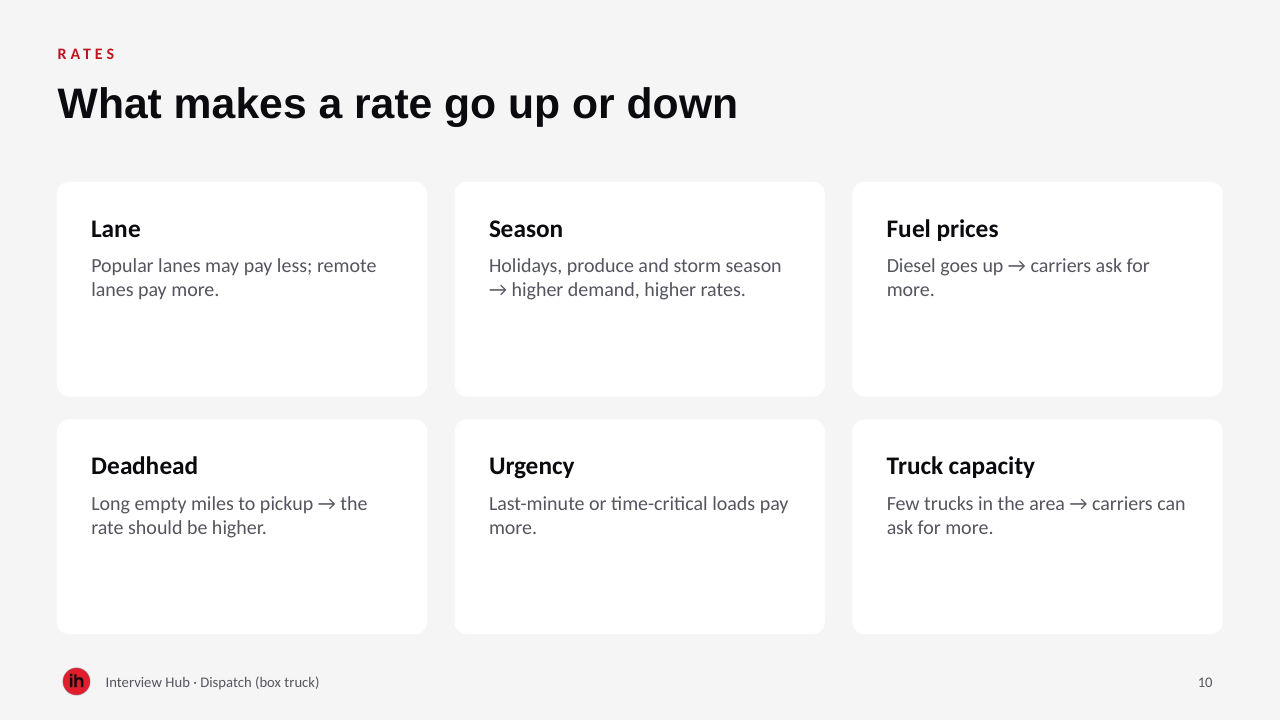 RATES
What makes a rate go up or down
Lane
Popular lanes may pay less; remote
lanes pay more.
Season
Holidays, produce and storm season
→ higher demand, higher rates.
Fuel prices
Diesel goes up → carriers ask for
more.
Deadhead
Long empty miles to pickup → the
rate should be higher.
Urgency
Last-minute or time-critical loads pay
more.
Truck capacity
Few trucks in the area → carriers can
ask for more.
ih
Interview Hub · Dispatch (box truck)
10